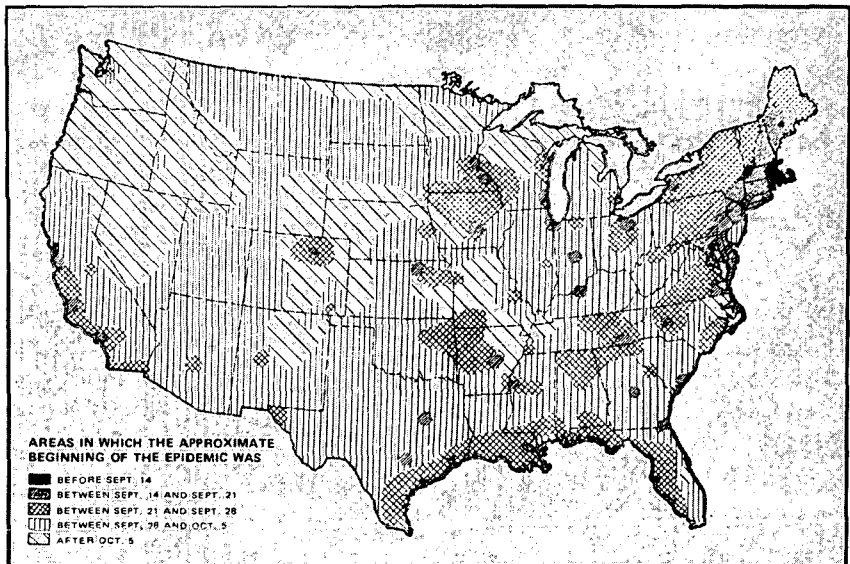 AREAS IN WHICH THE APPROXIMATE
BEGINNING OF THE EPIDEMIC WAS
BEFORE SEPT. 14
BETWEEN SEPT. 14 AND SEPT. 21
BETWEEN SEPT. 21 AND SEPT. 28
BETWEEN SEPT. 28 AND OCT. 5
AFTER OCT. 5